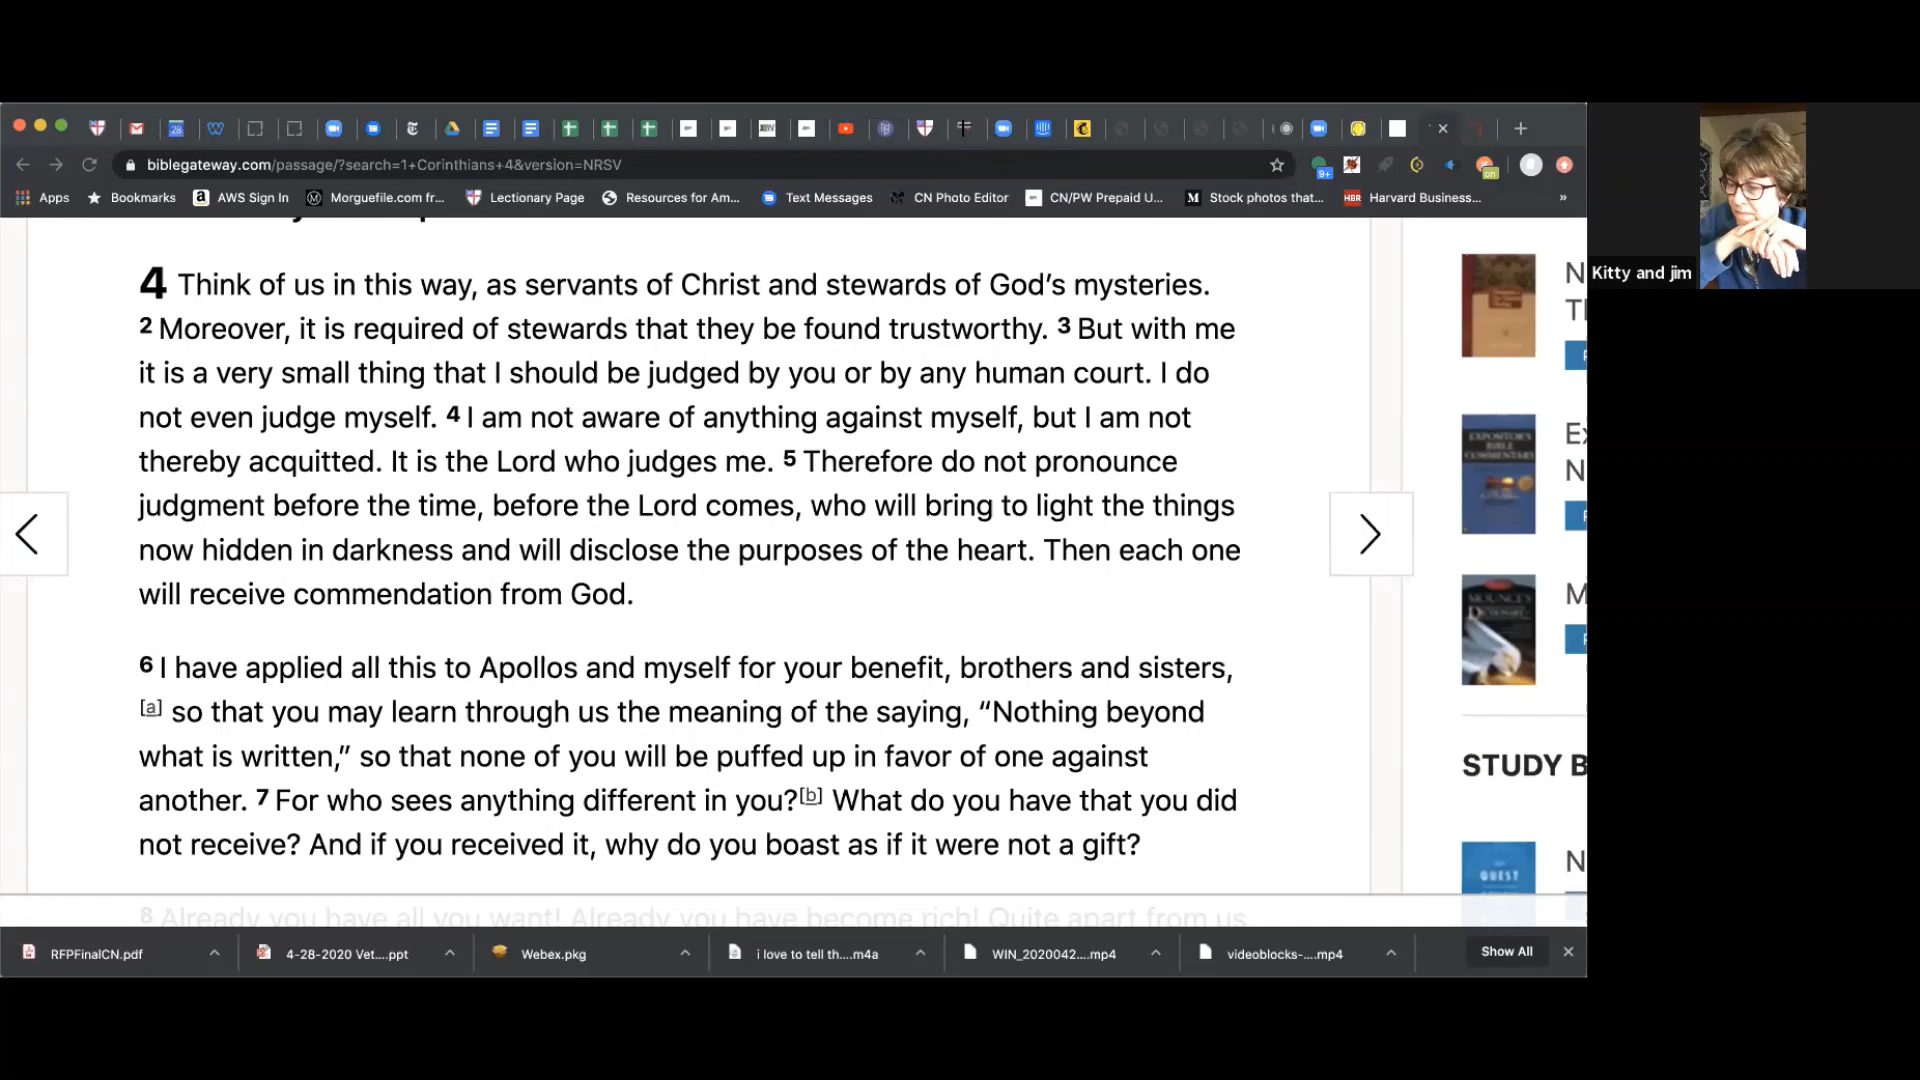 biblegateway.com/passage/?search=1+Corinthians+4&version=NRSV
9+
on
Apps Bookmarks AWS Sign In Morguefile.com fr... Lectionary Page Resources for Am... Text Messages CN Photo Editor CN/PW Prepaid U... Stock photos that... HBR Harvard Business... »
4 Think of us in this way, as servants of Christ and stewards of God’s mysteries.
2 Moreover, it is required of stewards that they be found trustworthy. 3 But with me
it is a very small thing that I should be judged by you or by any human court. I do
not even judge myself. 4 I am not aware of anything against myself, but I am not
thereby acquitted. It is the Lord who judges me. 5 Therefore do not pronounce
judgment before the time, before the Lord comes, who will bring to light the things
now hidden in darkness and will disclose the purposes of the heart. Then each one
will receive commendation from God.
6 I have applied all this to Apollos and myself for your benefit, brothers and sisters,
[a] so that you may learn through us the meaning of the saying, “Nothing beyond
what is written,” so that none of you will be puffed up in favor of one against
another. 7 For who sees anything different in you?[b] What do you have that you did
not receive? And if you received it, why do you boast as if it were not a gift?
8 Already you have all you want! Already you have become rich! Quite apart from us
EXPOSITOR'S
BIBLE
COMMENTARY
MOUNCE'S
STUDY B
QUEST
RFPFinalCN.pdf 4-28-2020 Vet....ppt Webex.pkg i love to tell th....m4a WIN_2020042....mp4 videoblocks-....mp4 Show All
Kitty and jim